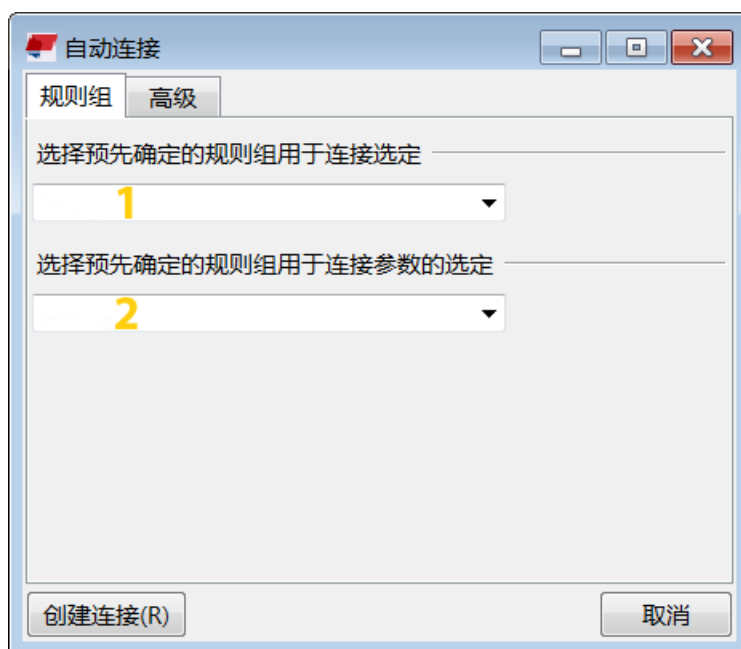 自动连接
规则组 高级
选择预先确定的规则组用于连接选定
1
选择预先确定的规则组用于连接参数的选定
2
创建连接(R) 取消